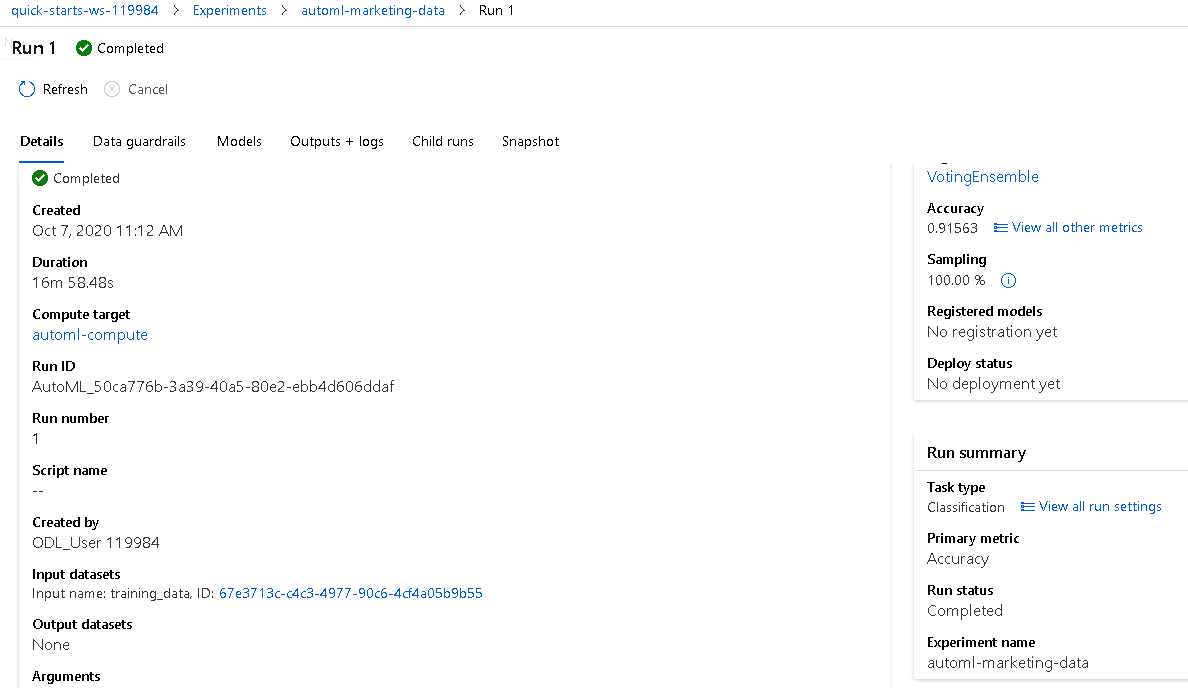 quick-starts-ws-119984 > Experiments > automl-marketing-data > Run 1
Run 1 Completed
Refresh Cancel
Details Data guardrails Models Outputs + logs Child runs Snapshot
Completed
Created
Oct 7, 2020 11:12 AM
Duration
16m 58.48s
Compute target
automl-compute
Run ID
AutoML_50ca776b-3a39-40a5-80e2-ebb4d606ddaf
Run number
1
Script name
--
Created by
ODL_User 119984
Input datasets
Input name: training_data, ID: 67e3713c-c4c3-4977-90c6-4cf4a05b9b55
Output datasets
None
Arguments
VotingEnsemble
Accuracy
0.91563 View all other metrics
Sampling
100.00 %
Registered models
No registration yet
Deploy status
No deployment yet
Run summary
Task type
Classification View all run settings
Primary metric
Accuracy
Run status
Completed
Experiment name
automl-marketing-data